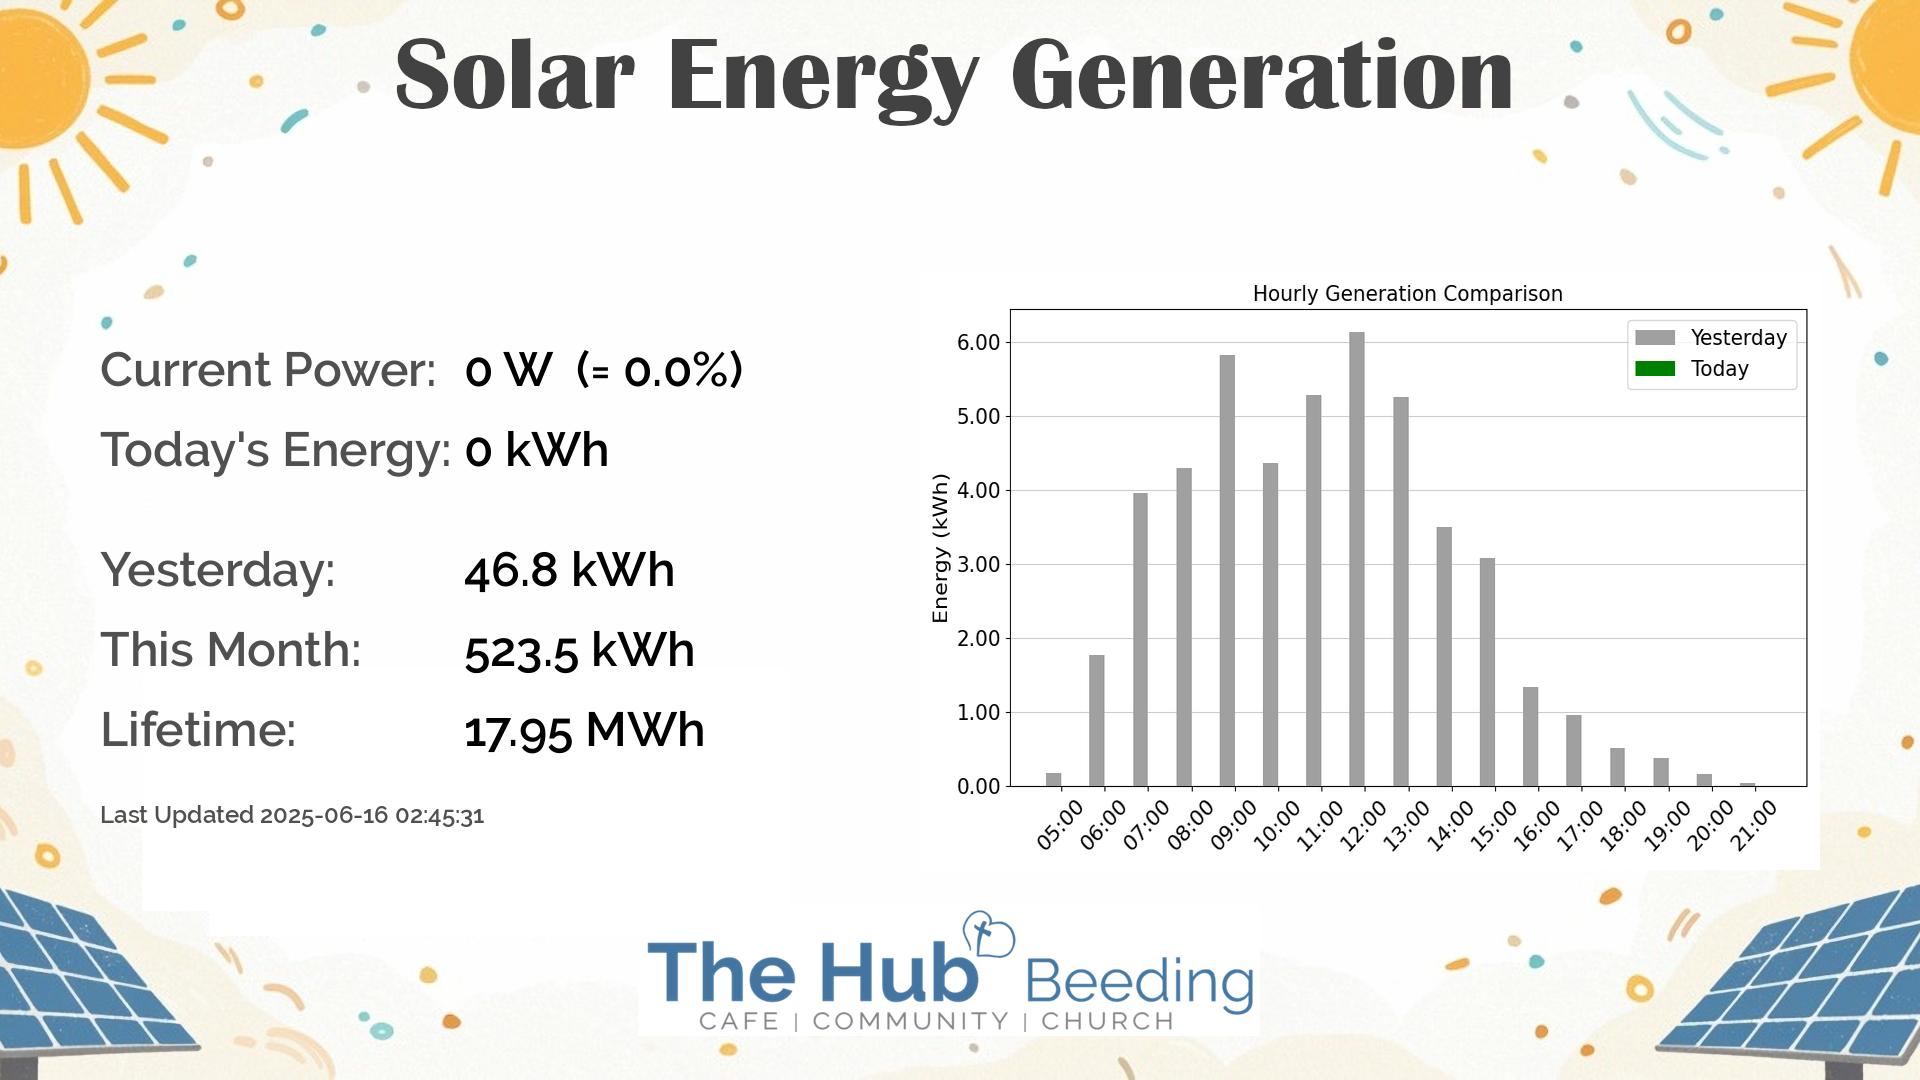 Solar Energy Generation
Current Power: 0 W (= 0.0%)
Today's Energy: 0 kWh
Yesterday: 46.8 kWh
This Month: 523.5 kWh
Lifetime: 17.95 MWh
Last Updated 2025-06-16 02:45:31
Hourly Generation Comparison
Yesterday
Today
Energy (kWh)
6.00
5.00
4.00
3.00
2.00
1.00
0.00
05:00 06:00 07:00 08:00 09:00 10:00 11:00 12:00 13:00 14:00 15:00 16:00 17:00 18:00 19:00 20:00 21:00
The Hub Beeding
CAFE | COMMUNITY | CHURCH